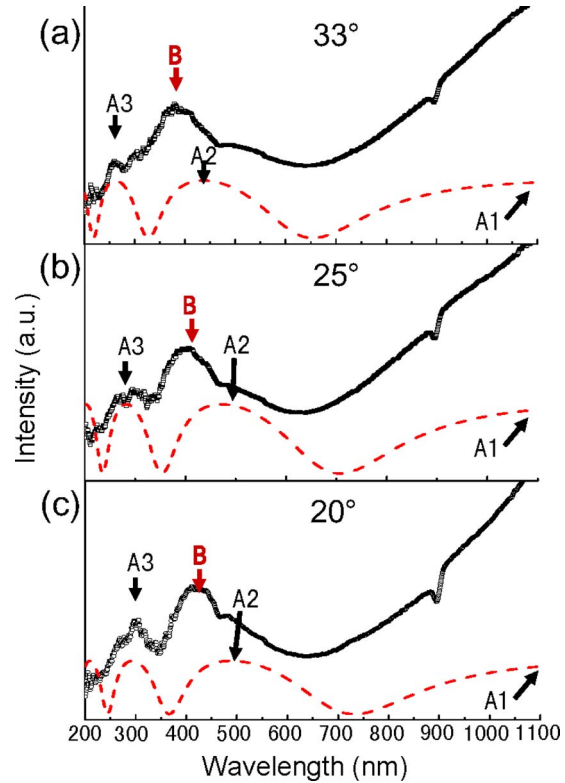 (a)
33°
B
A3
A2
A1
(b)
25°
B
A3
A2
A1
(c)
20°
B
A3
A2
A1
Intensity (a.u.)
200 300 400 500 600 700 800 900 1000 1100
Wavelength (nm)